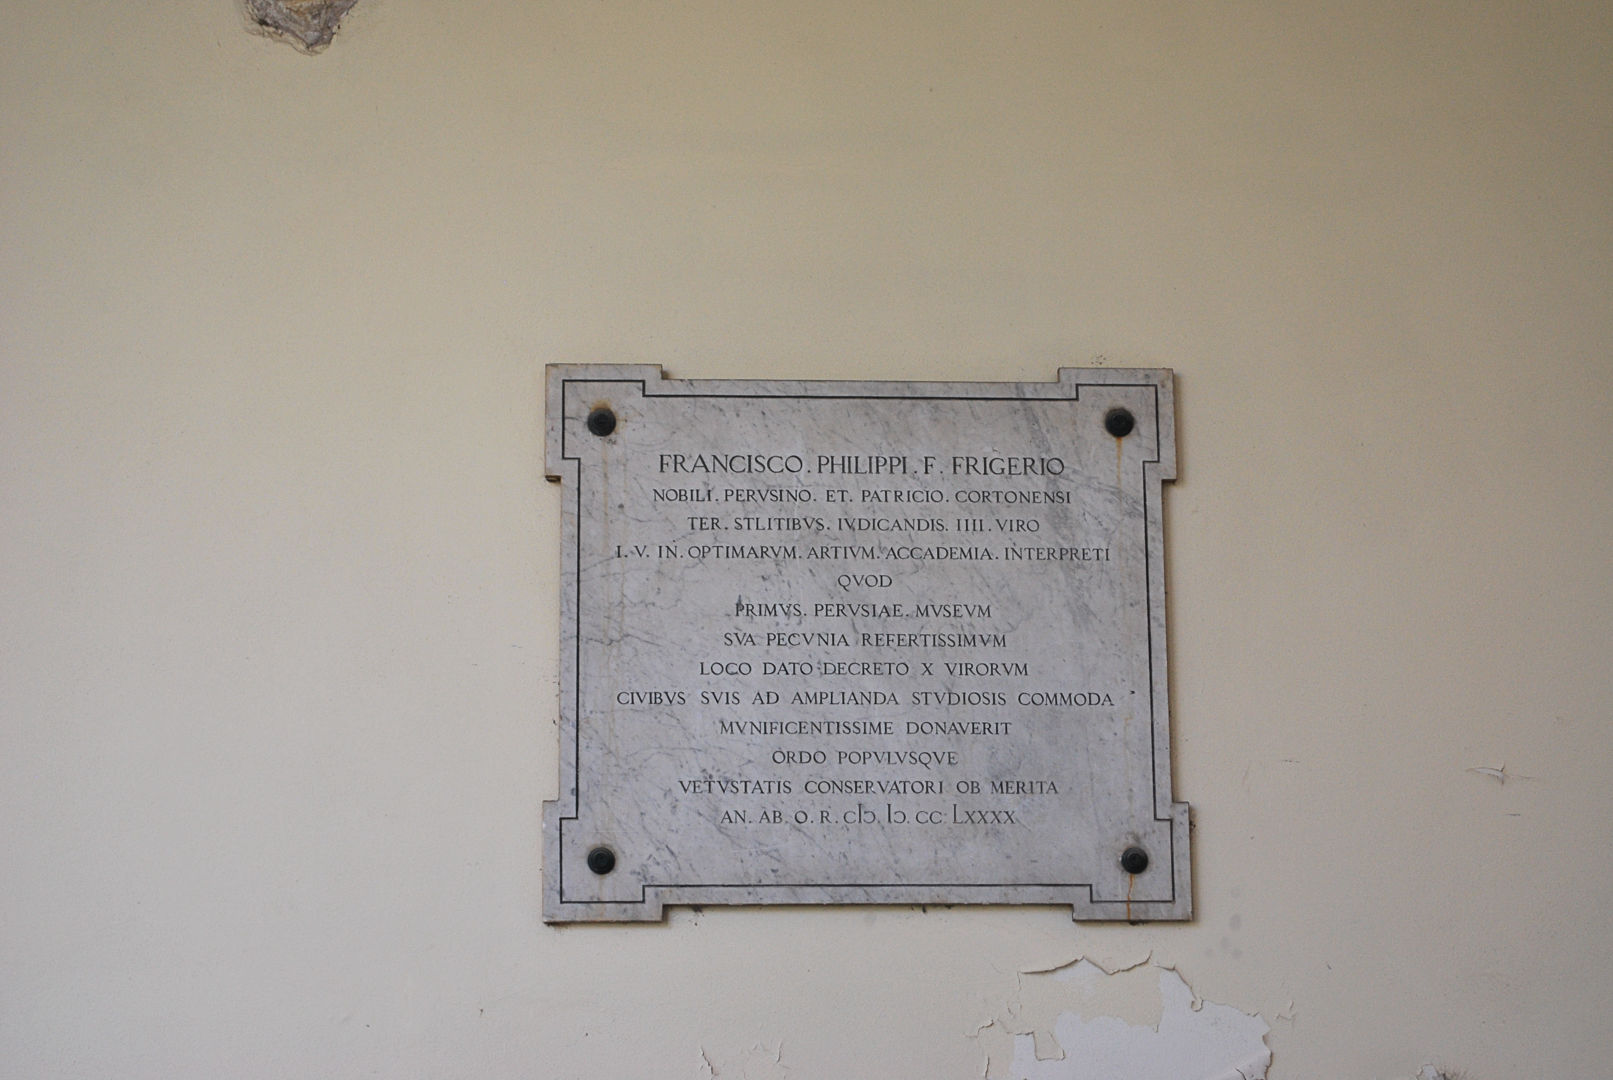 FRANCISCO. PHILIPPI. F. FRIGERIO
NOBILI. PERVSINO. ET. PATRICIO. CORTONENSI
TER. STLITIBVS. IVDICANDIS. IIII. VIRO
I. V. IN. OPTIMARVM. ARTIVM. ACCADEMIA. INTERPRETI
QVOD
PRIMVS. PERVSIAE. MVSEVM
SVA PECVNIA REFERTISSIMVM
LOCO DATO DECRETO X VIRORVM
CIVIBVS SVIS AD AMPLIANDA STVDIOSIS COMMODA
MVNIFICENTISSIME DONAVERIT
ORDO POPVLVSQVE
VETVSTATIS CONSERVATORI OB MERITA
AN. AB. O. R. CIↃ. IↃ. CC LXXXX